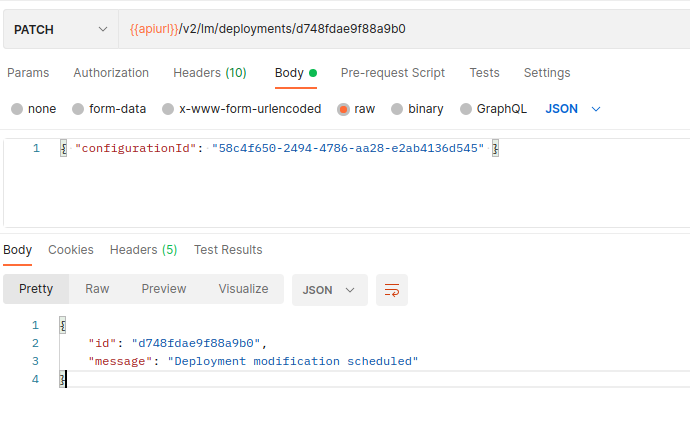 PATCH {{apiurl}}/v2/lm/deployments/d748fdae9f88a9b0
Params Authorization Headers (10) Body Pre-request Script Tests Settings
none form-data x-www-form-urlencoded raw binary GraphQL JSON
1 { "configurationId": "58c4f650-2494-4786-aa28-e2ab4136d545" }
Body Cookies Headers (5) Test Results
Pretty Raw Preview Visualize JSON
1 {
2 "id": "d748fdae9f88a9b0",
3 "message": "Deployment modification scheduled"
4 }